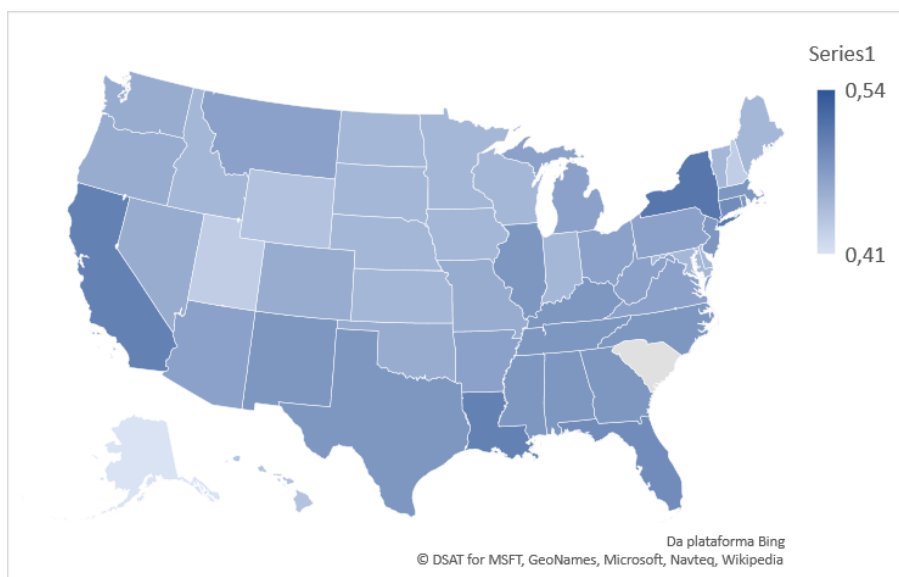 Series1
0,54
0,41
Da plataforma Bing
© DSAT for MSFT, GeoNames, Microsoft, Navteq, Wikipedia